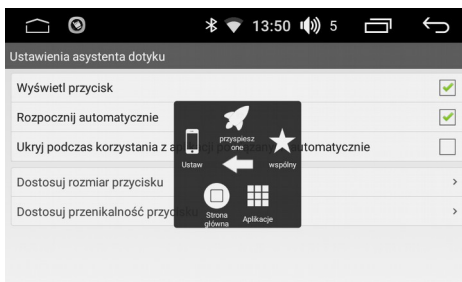 13:50 5
Ustawienia asystenta dotyku
Wyświetl przycisk
Rozpocznij automatycznie
Ukryj podczas korzystania z a automatycznie
przyspiesz
one
Ustaw
wspólny
Dostosuj rozmiar przycisku
Dostosuj przenikalność przycisku
Strona
główna
Aplikacje